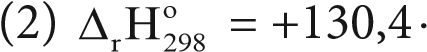 (2) ΔᵣH°₂₉₈ = +130,4·